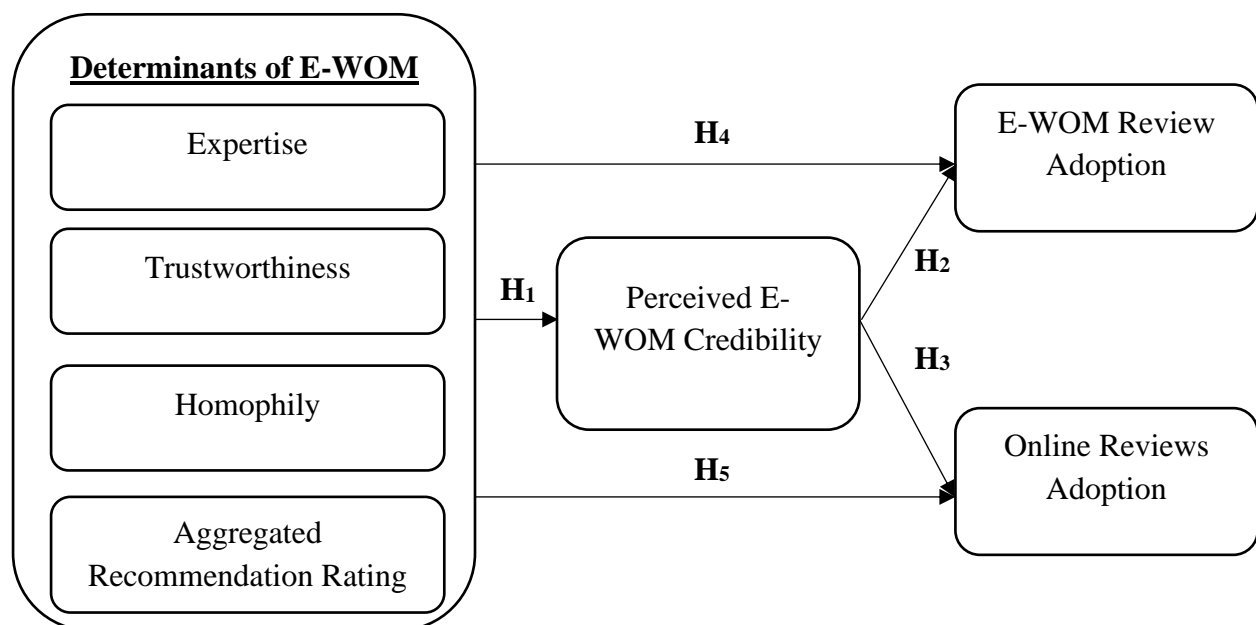 Determinants of E-WOM
Expertise
Trustworthiness
Homophily
Aggregated
Recommendation Rating
H1
Perceived E-
WOM Credibility
H4
H2
H3
H5
E-WOM Review
Adoption
Online Reviews
Adoption